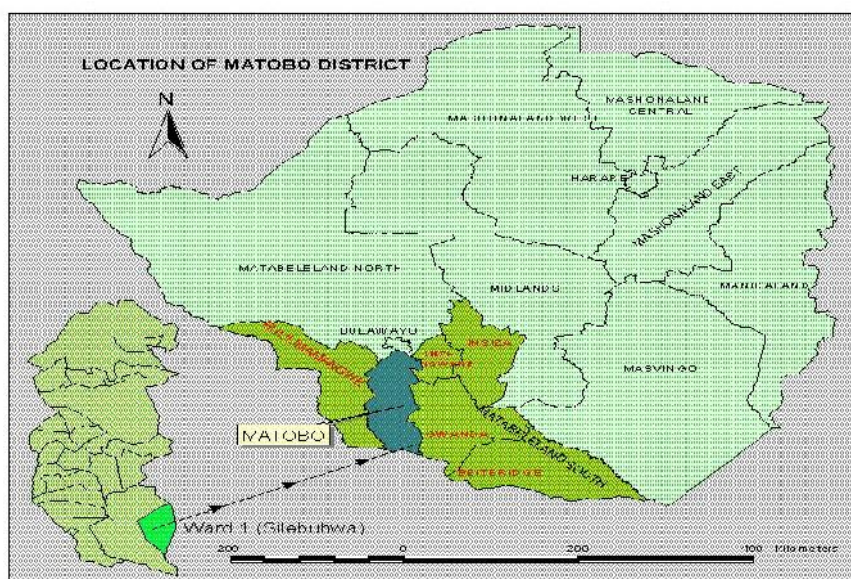 LOCATION OF MATOBO DISTRICT
N
MASHONALAND WEST
MASHONALAND
CENTRAL
HARARE
MASHONALAND EAST
MATABELELAND NORTH
MIDLANDS
MANICALAND
BULAWAYO
INSIZA
MASVINGO
MATOBO
GWANDA
MATABELELAND SOUTH
BEITBRIDGE
Ward 1 (Silebuhwa)
200 0 200 400 Kilometers